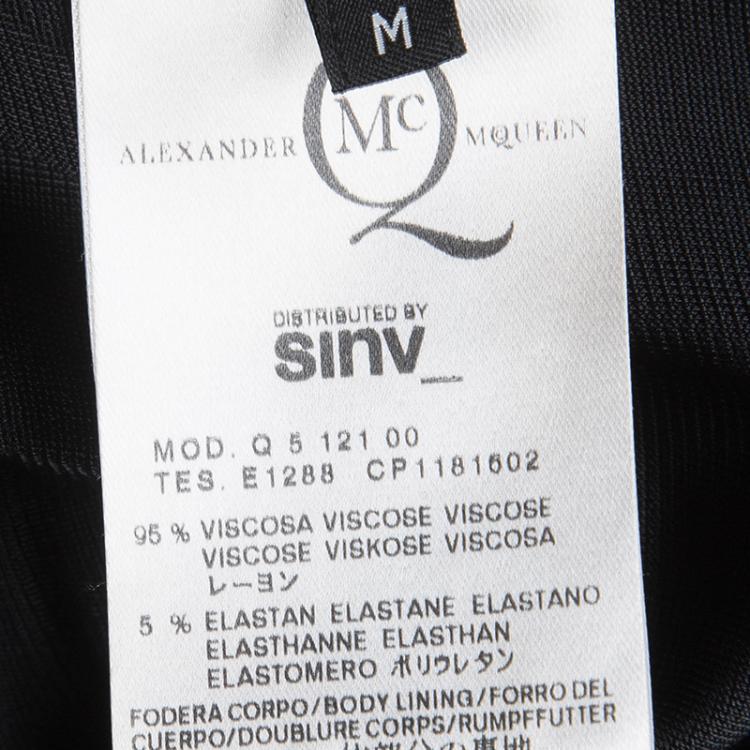 M
ALEXANDER McQ McQUEEN
DISTRIBUTED BY
sinv_
MOD. Q 5 121 00
TES. E1288 CP1181602
95 % VISCOSA VISCOSE VISCOSE
VISCOSE VISKOSE VISCOSA
レーヨン
5 % ELASTAN ELASTANE ELASTANO
ELASTHANNE ELASTHAN
ELASTOMERO ポリウレタン
FODERA CORPO/BODY LINING/FORRO DEL
CUERPO/DOUBLURE CORPS/RUMPFFUTTER